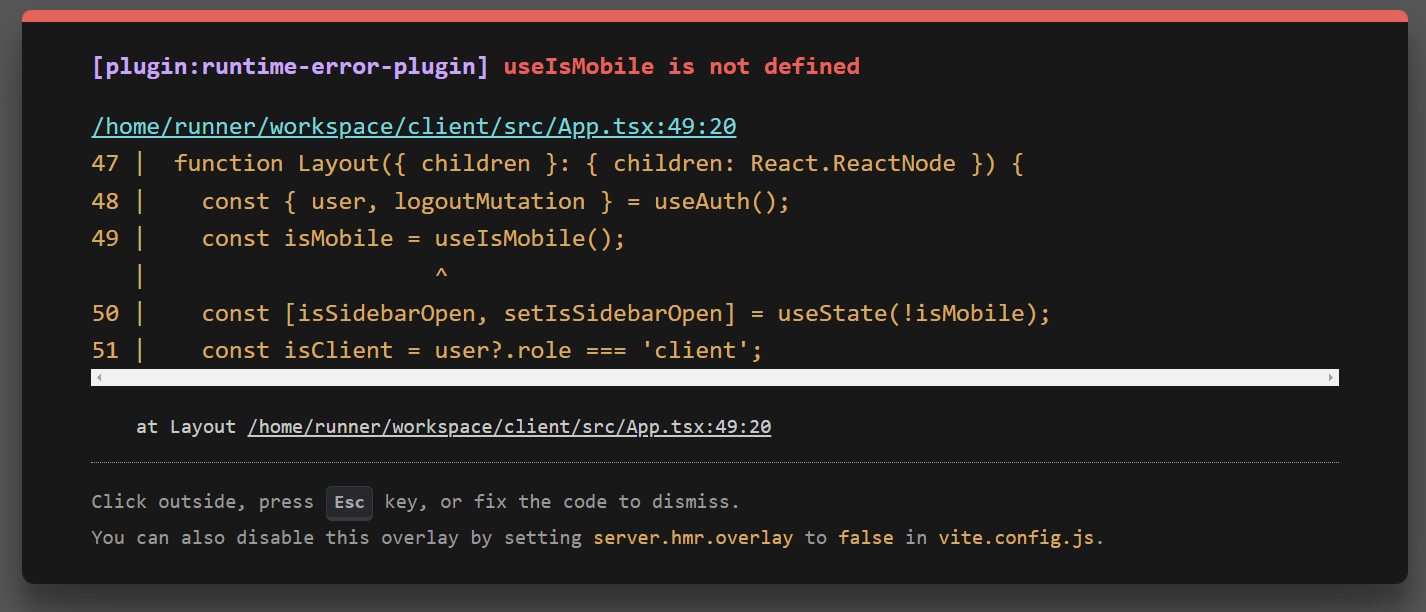 [plugin:runtime-error-plugin] useIsMobile is not defined
/home/runner/workspace/client/src/App.tsx:49:20
47 |  function Layout({ children }: { children: React.ReactNode }) {
48 |    const { user, logoutMutation } = useAuth();
49 |    const isMobile = useIsMobile();
   |                     ^
50 |    const [isSidebarOpen, setIsSidebarOpen] = useState(!isMobile);
51 |    const isClient = user?.role === 'client';
at Layout /home/runner/workspace/client/src/App.tsx:49:20
Click outside, press Esc key, or fix the code to dismiss.
You can also disable this overlay by setting server.hmr.overlay to false in vite.config.js.